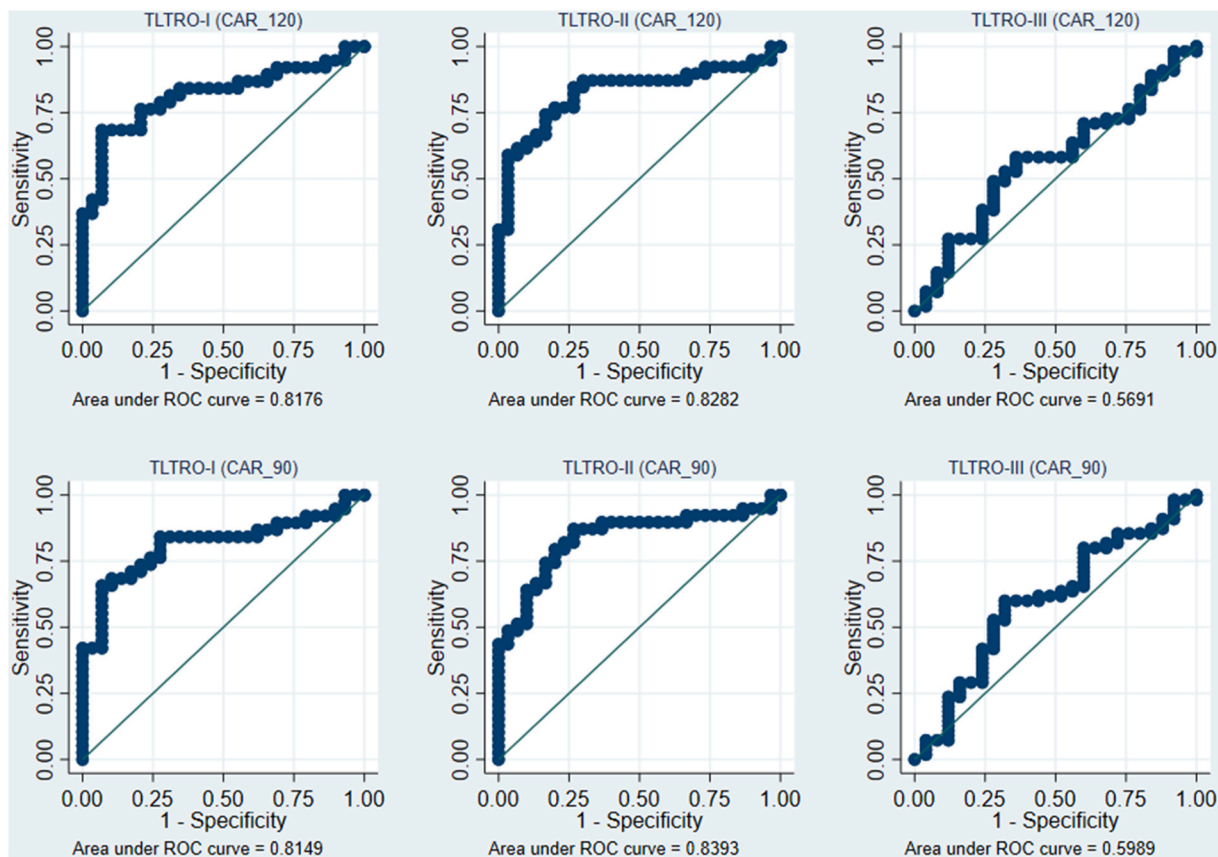 TLTRO-I (CAR_120)
Sensitivity
1.00
0.75
0.50
0.25
0.00
0.00 0.25 0.50 0.75 1.00
1 - Specificity
Area under ROC curve = 0.8176
TLTRO-II (CAR_120)
Sensitivity
1.00
0.75
0.50
0.25
0.00
0.00 0.25 0.50 0.75 1.00
1 - Specificity
Area under ROC curve = 0.8282
TLTRO-III (CAR_120)
Sensitivity
1.00
0.75
0.50
0.25
0.00
0.00 0.25 0.50 0.75 1.00
1 - Specificity
Area under ROC curve = 0.5691
TLTRO-I (CAR_90)
Sensitivity
1.00
0.75
0.50
0.25
0.00
0.00 0.25 0.50 0.75 1.00
1 - Specificity
Area under ROC curve = 0.8149
TLTRO-II (CAR_90)
Sensitivity
1.00
0.75
0.50
0.25
0.00
0.00 0.25 0.50 0.75 1.00
1 - Specificity
Area under ROC curve = 0.8393
TLTRO-III (CAR_90)
Sensitivity
1.00
0.75
0.50
0.25
0.00
0.00 0.25 0.50 0.75 1.00
1 - Specificity
Area under ROC curve = 0.5989